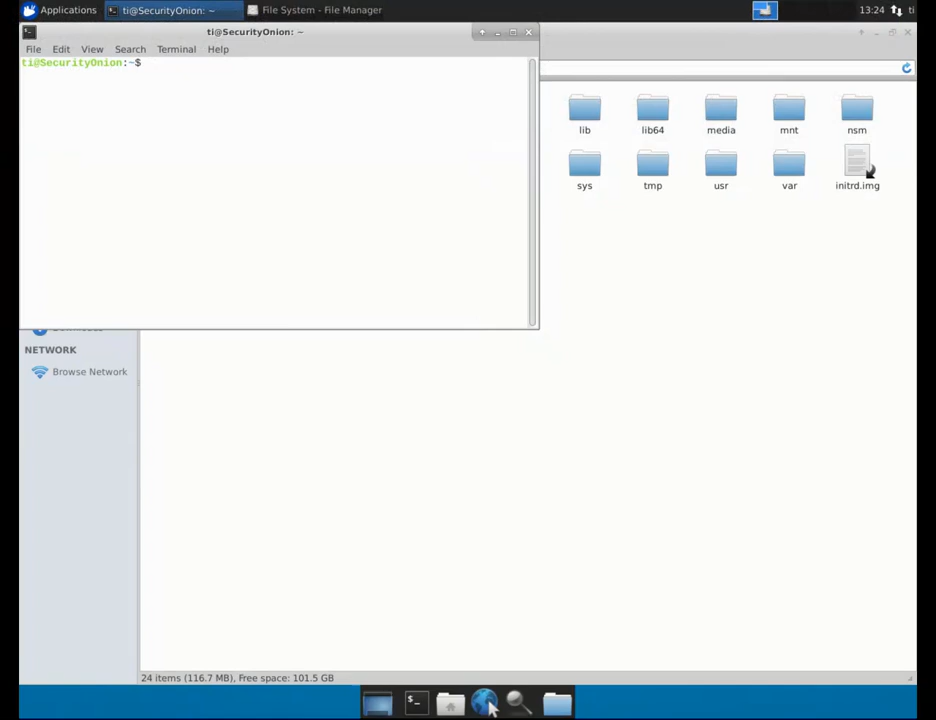 Applications
ti@SecurityOnion: ~
File System - File Manager
13:24
ti
ti@SecurityOnion: ~
File Edit View Search Terminal Help
ti@SecurityOnion:~$
lib lib64 media mnt nsm
sys tmp usr var initrd.img
NETWORK
Browse Network
24 items (116.7 MB), Free space: 101.5 GB
$_